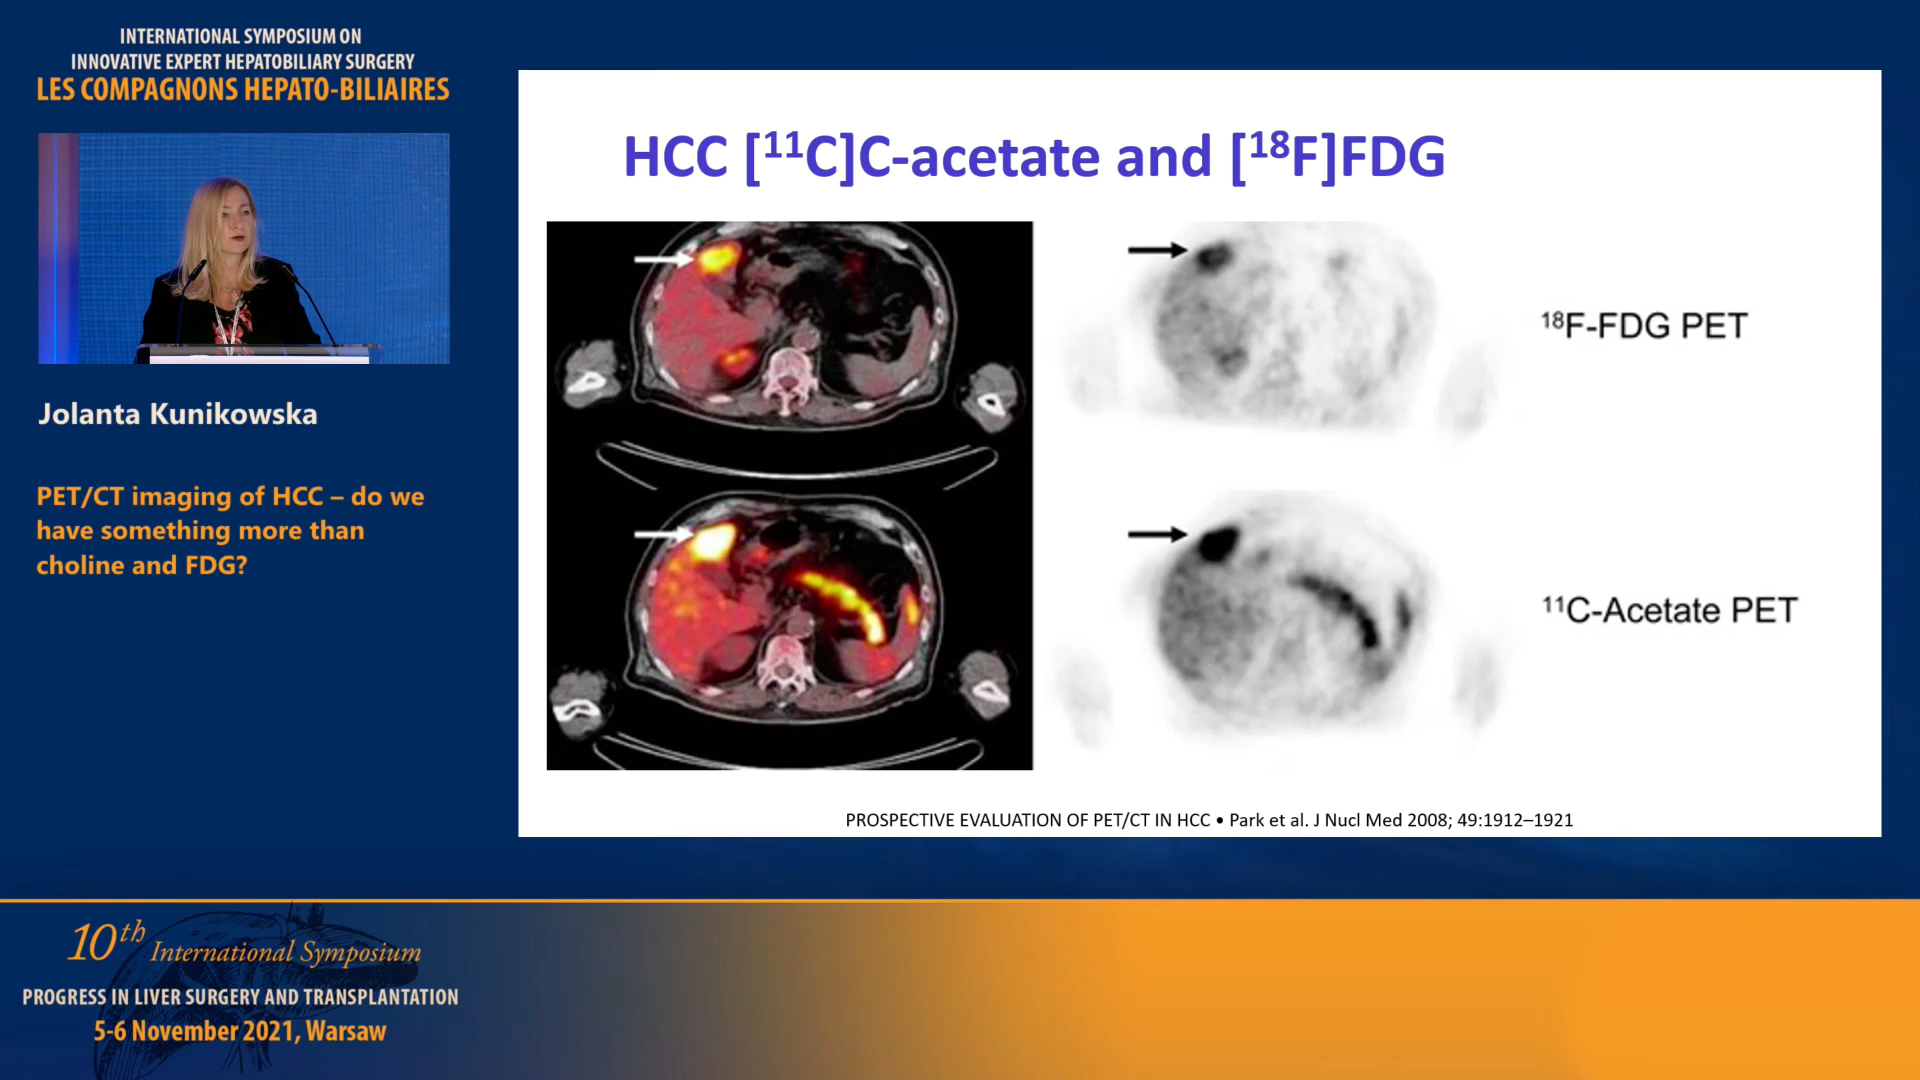 INTERNATIONAL SYMPOSIUM ON
INNOVATIVE EXPERT HEPATOBILIARY SURGERY
LES COMPAGNONS HEPATO-BILIAIRES
Jolanta Kunikowska
PET/CT imaging of HCC – do we
have something more than
choline and FDG?
HCC [¹¹C]C-acetate and [¹⁸F]FDG
¹⁸F-FDG PET
¹¹C-Acetate PET
PROSPECTIVE EVALUATION OF PET/CT IN HCC • Park et al. J Nucl Med 2008; 49:1912–1921
10th International Symposium
PROGRESS IN LIVER SURGERY AND TRANSPLANTATION
5-6 November 2021, Warsaw